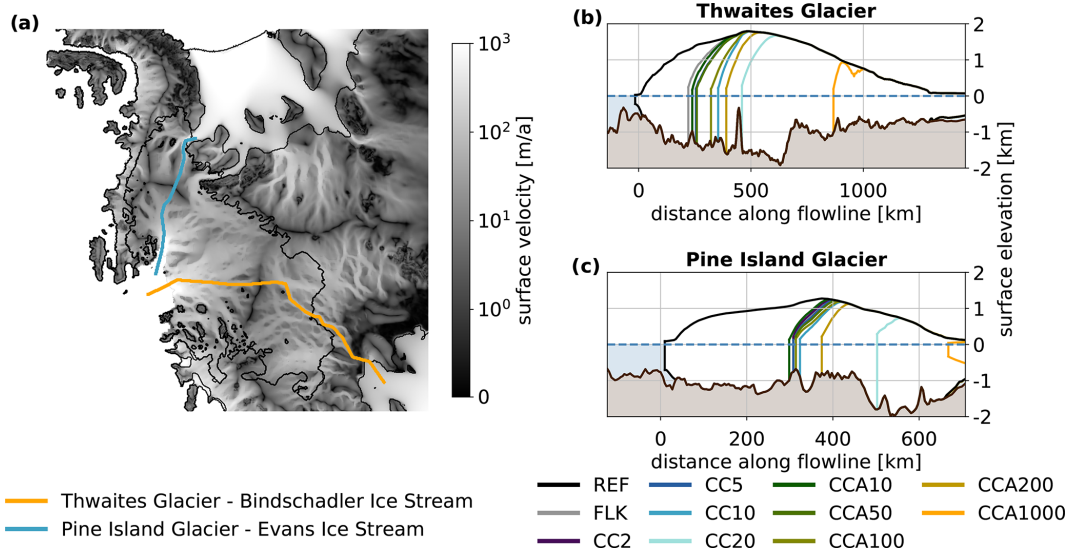 (a)
10³
10²
10¹
10⁰
0
surface velocity [m/a]
(b)
Thwaites Glacier
2
1
0
-1
-2
0
500
1000
distance along flowline [km]
(c)
Pine Island Glacier
2
1
0
-1
-2
0
200
400
600
distance along flowline [km]
surface elevation [km]
Thwaites Glacier - Bindschadler Ice Stream
Pine Island Glacier - Evans Ice Stream
REF
FLK
CC2
CC5
CC10
CC20
CCA10
CCA50
CCA100
CCA200
CCA1000